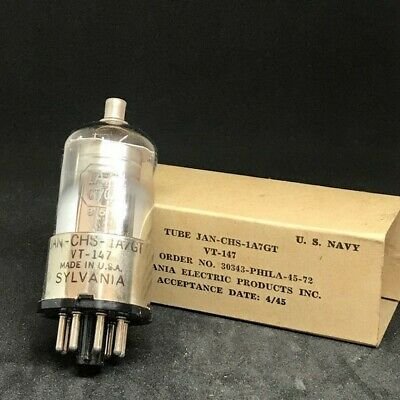 JAN-CHS-1A7GT
VT-147
MADE IN U.S.A.
SYLVANIA
TUBE JAN-CHS-1A7GT U. S. NAVY
VT-147
ORDER NO. 30343-PHILA-45-72
ANIA ELECTRIC PRODUCTS INC.
ACCEPTANCE DATE: 4/45